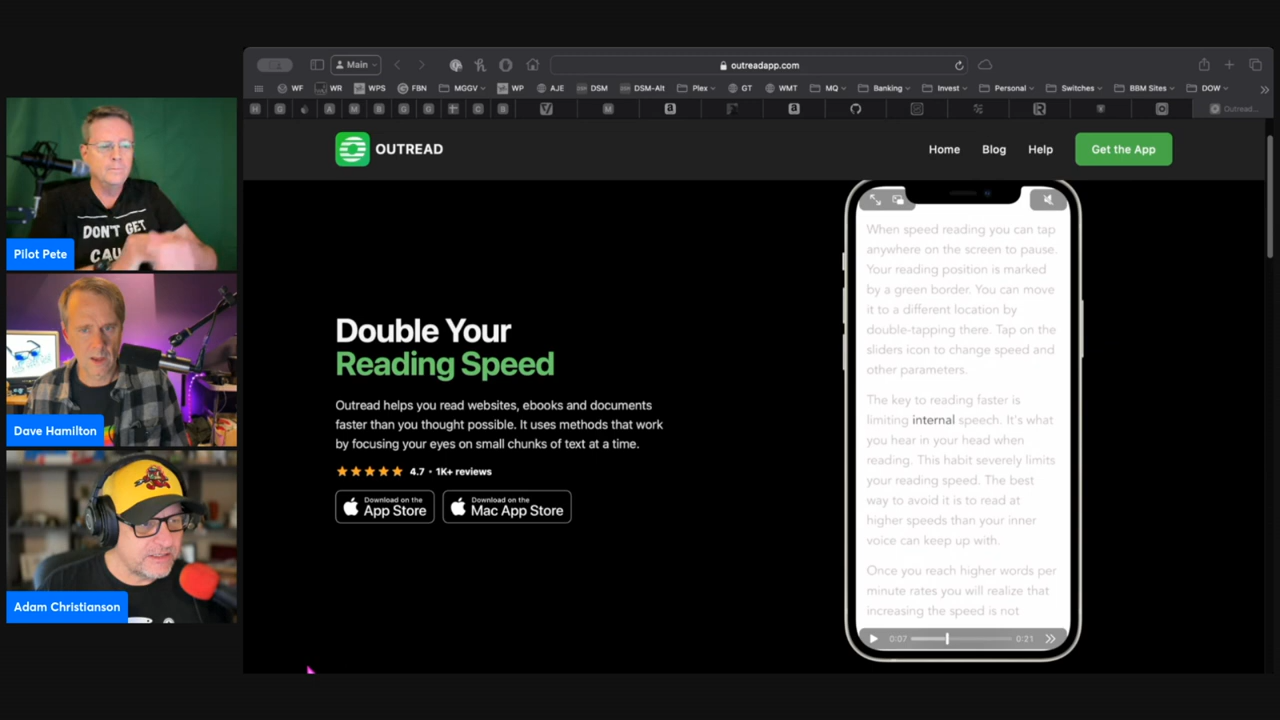 DON'T GET
CAU
Pilot Pete
Dave Hamilton
Adam Christianson
Main
outreadapp.com
WF
WR
WPS
FBN
MGGV
WP
AJE
DSM
DSM-Alt
Plex
GT
WMT
MQ
Banking
Invest
Personal
Switches
BBM Sites
DOW
H
G
A
M
B
G
G
C
B
M
a
a
Outread...
OUTREAD
Home
Blog
Help
Get the App
Double Your
Reading Speed
Outread helps you read websites, ebooks and documents
faster than you thought possible. It uses methods that work
by focusing your eyes on small chunks of text at a time.
4.7 • 1K+ reviews
Download on the
App Store
Download on the
Mac App Store
When speed reading you can tap
anywhere on the screen to pause.
Your reading position is marked
by a green border. You can move
it to a different location by
double-tapping there. Tap on the
sliders icon to change speed and
other parameters.
The key to reading faster is
limiting internal speech. It's what
you hear in your head when
reading. This habit severely limits
your reading speed. The best
way to avoid it is to read at
higher speeds than your inner
voice can keep up with.
Once you reach higher words per
minute rates you will realize that
increasing the speed is not
0:07
0:21